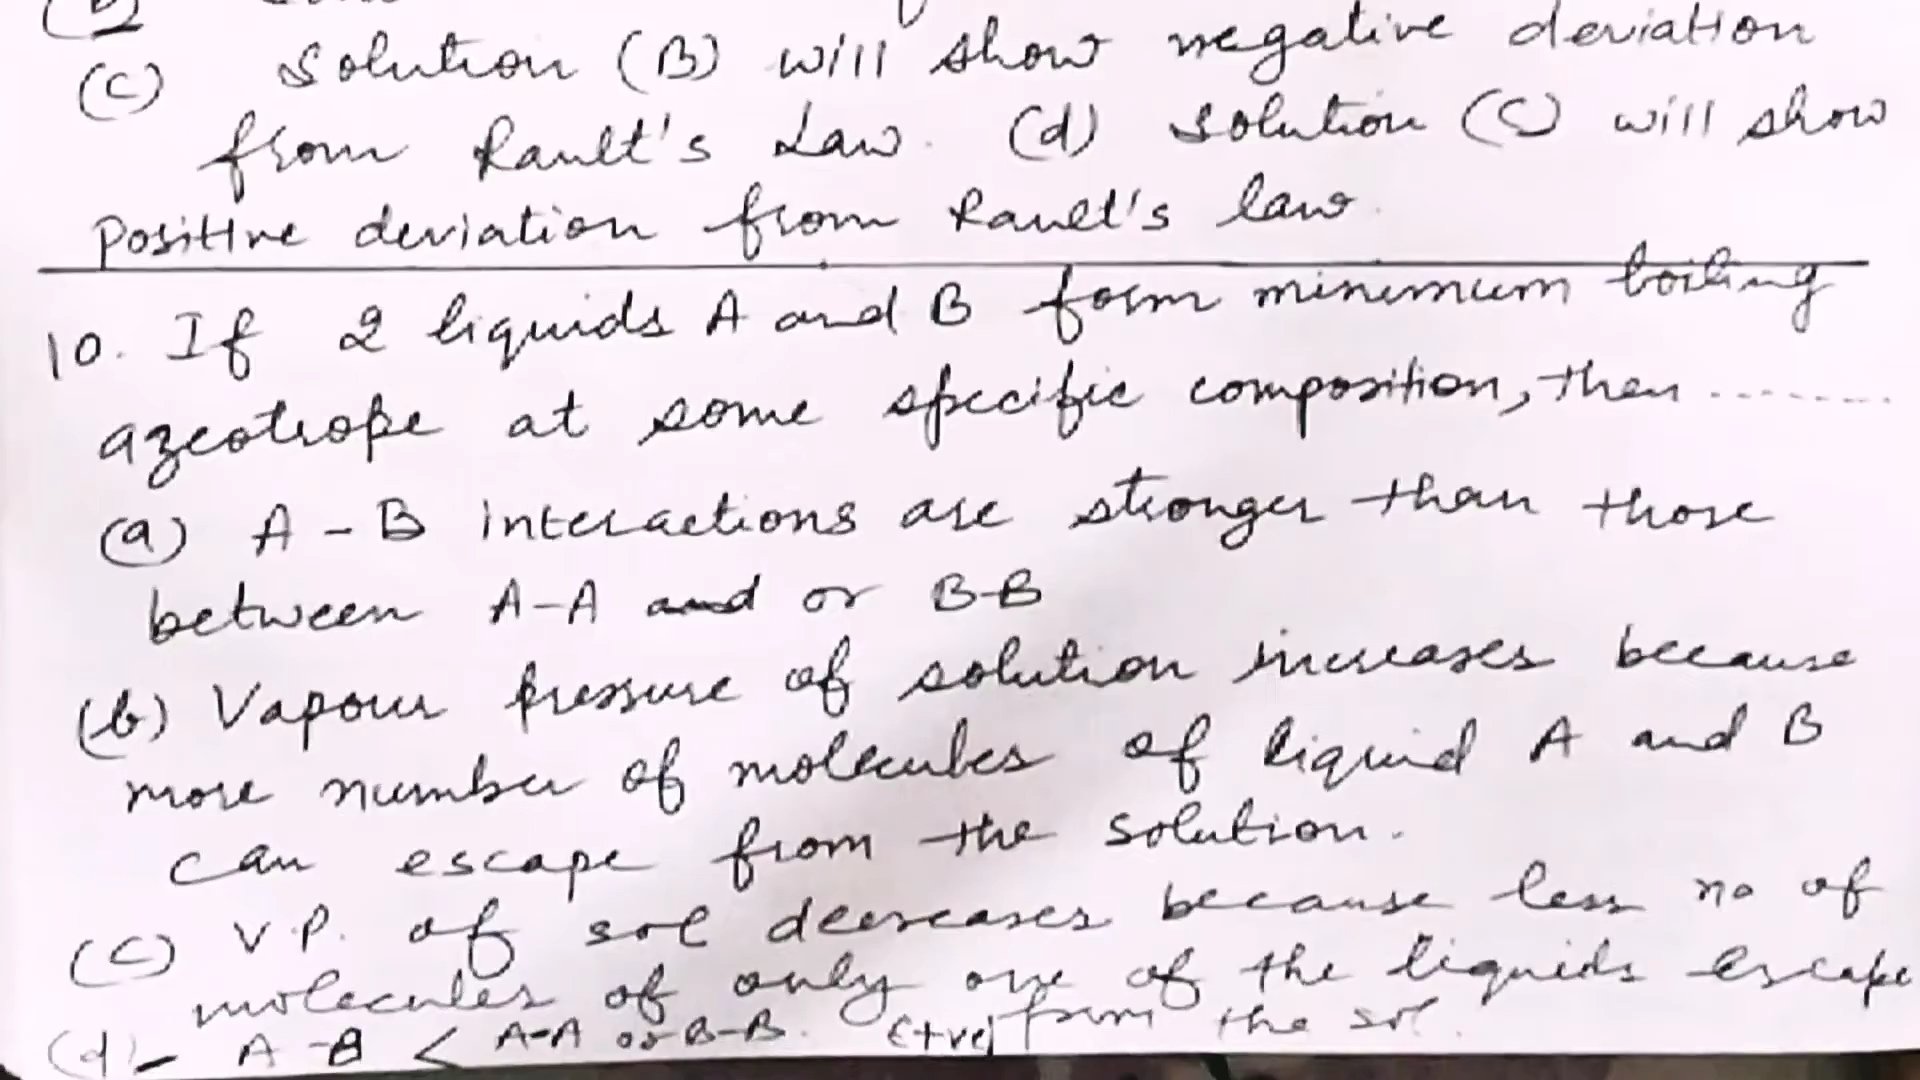 (C) Solution (B) will show negative deviation
from Rault's Law. (d) Solution (C) will show
Positive deviation from Rault's law.
10. If 2 liquids A and B form minimum boiling
azeotrope at some specific composition, then ........
(a) A-B interactions are stronger than those
between A-A and or B-B
(b) Vapour pressure of solution increases because
more number of molecules of liquid A and B
can escape from the solution.
(C) V.P. of sol decreases because less no of
molecules of only one of the liquids escape
from the sol.
(d) - A-B < A-A or B-B. (+ve)